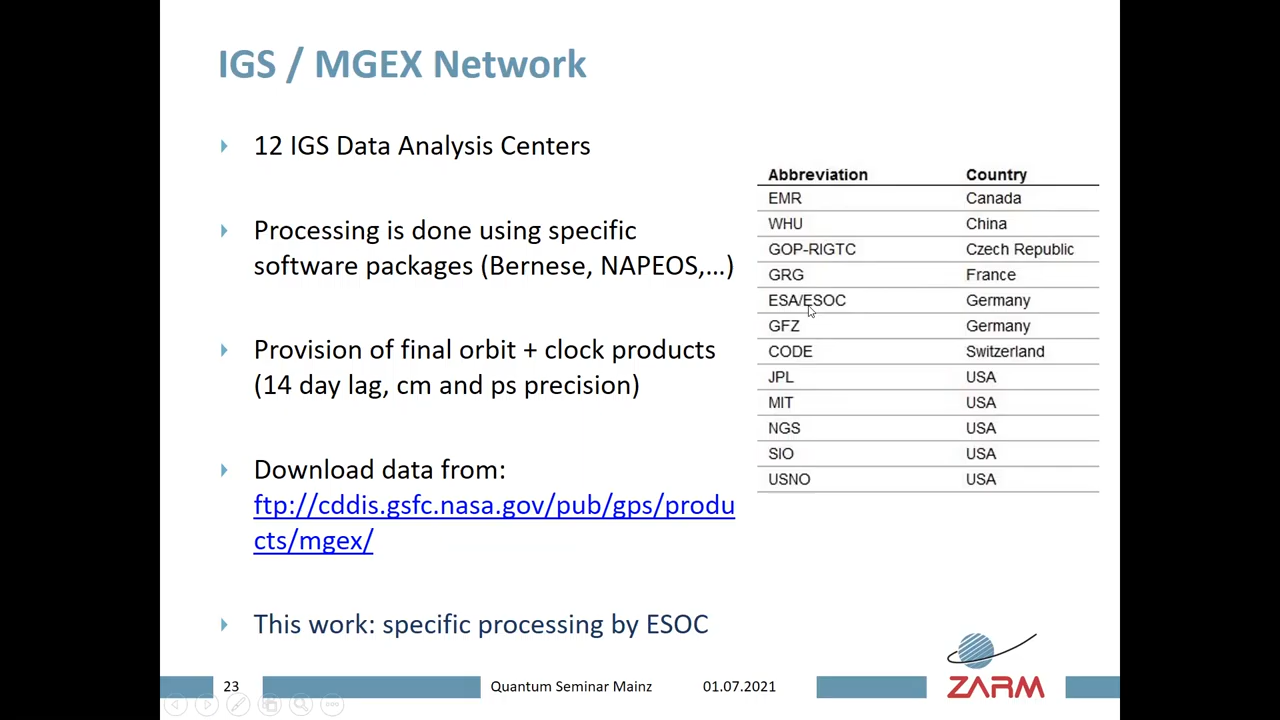 IGS / MGEX Network
12 IGS Data Analysis Centers
Processing is done using specific
software packages (Bernese, NAPEOS,...)
Provision of final orbit + clock products
(14 day lag, cm and ps precision)
Download data from:
ftp://cddis.gsfc.nasa.gov/pub/gps/produ
cts/mgex/
This work: specific processing by ESOC
Abbreviation Country
EMR Canada
WHU China
GOP-RIGTC Czech Republic
GRG France
ESA/ESOC Germany
GFZ Germany
CODE Switzerland
JPL USA
MIT USA
NGS USA
SIO USA
USNO USA
23 Quantum Seminar Mainz 01.07.2021
ZARM